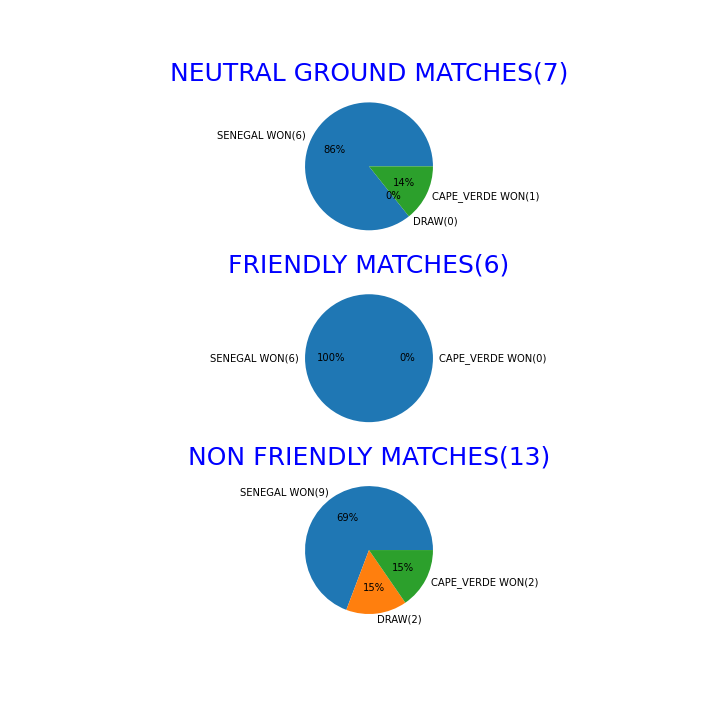 NEUTRAL GROUND MATCHES(7)
SENEGAL WON(6)
86%
14%
0%
CAPE_VERDE WON(1)
DRAW(0)
FRIENDLY MATCHES(6)
SENEGAL WON(6)
100%
0%
CAPE_VERDE WON(0)
NON FRIENDLY MATCHES(13)
SENEGAL WON(9)
69%
15%
CAPE_VERDE WON(2)
15%
DRAW(2)